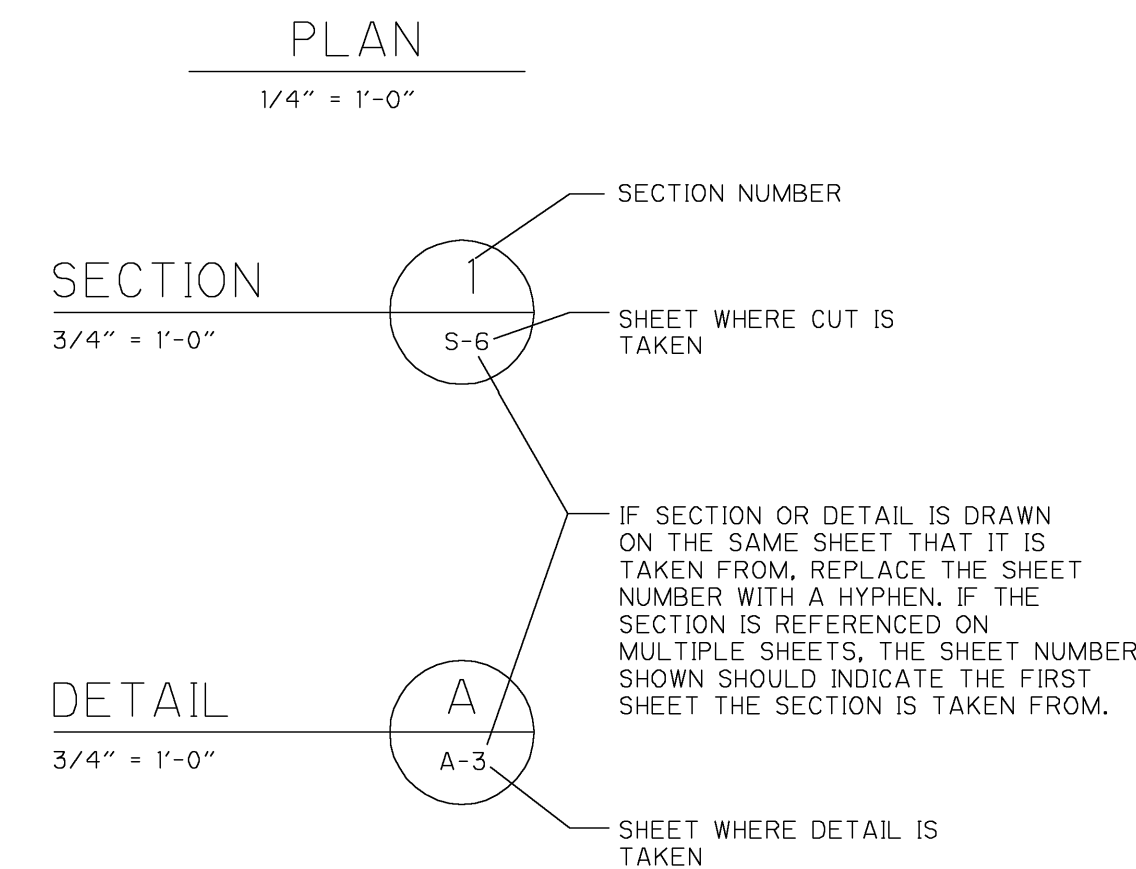 PLAN
1/4" = 1'-0"
SECTION NUMBER
SECTION
1
3/4" = 1'-0"
S-6
SHEET WHERE CUT IS
TAKEN
IF SECTION OR DETAIL IS DRAWN
ON THE SAME SHEET THAT IT IS
TAKEN FROM, REPLACE THE SHEET
NUMBER WITH A HYPHEN. IF THE
SECTION IS REFERENCED ON
MULTIPLE SHEETS, THE SHEET NUMBER
SHOWN SHOULD INDICATE THE FIRST
SHEET THE SECTION IS TAKEN FROM.
DETAIL
A
3/4" = 1'-0"
A-3
SHEET WHERE DETAIL IS
TAKEN